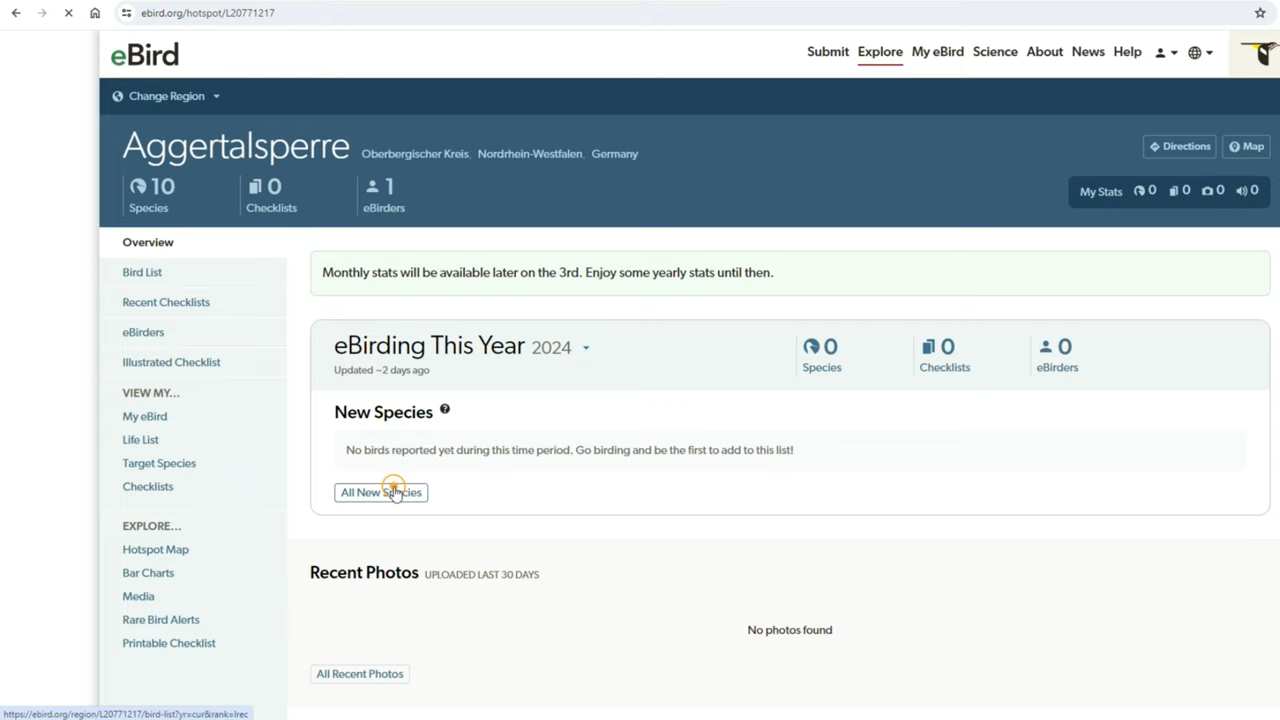 ebird.org/hotspot/L20771217
eBird
Submit Explore My eBird Science About News Help
Change Region
Aggertalsperre Oberbergischer Kreis, Nordrhein-Westfalen, Germany
Directions Map
10 Species
0 Checklists
1 eBirders
My Stats 0 0 0 0
Overview
Bird List
Recent Checklists
eBirders
Illustrated Checklist
VIEW MY...
My eBird
Life List
Target Species
Checklists
EXPLORE...
Hotspot Map
Bar Charts
Media
Rare Bird Alerts
Printable Checklist
Monthly stats will be available later on the 3rd. Enjoy some yearly stats until then.
eBirding This Year 2024
Updated ~2 days ago
0 Species
0 Checklists
0 eBirders
New Species ?
No birds reported yet during this time period. Go birding and be the first to add to this list!
All New Species
Recent Photos UPLOADED LAST 30 DAYS
No photos found
All Recent Photos
https://ebird.org/region/L20771217/bird-list?yr=cur&rank=lrec